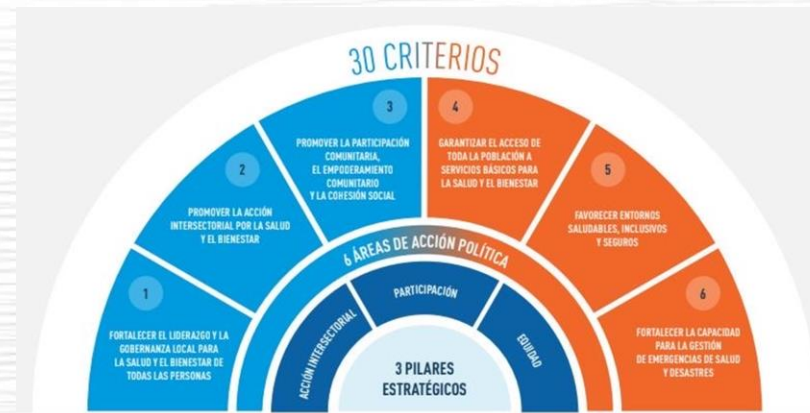 30 CRITERIOS
1
FORTALECER EL LIDERAZGO Y LA
GOBERNANZA LOCAL PARA
LA SALUD Y EL BIENESTAR DE
TODAS LAS PERSONAS
2
PROMOVER LA ACCIÓN
INTERSECTORIAL POR LA SALUD
Y EL BIENESTAR
3
PROMOVER LA PARTICIPACIÓN
COMUNITARIA,
EL EMPODERAMIENTO
COMUNITARIO
Y LA COHESIÓN SOCIAL
4
GARANTIZAR EL ACCESO DE
TODA LA POBLACIÓN A
SERVICIOS BÁSICOS PARA
LA SALUD Y EL BIENESTAR
5
FAVORECER ENTORNOS
SALUDABLES, INCLUSIVOS
Y SEGUROS
6
FORTALECER LA CAPACIDAD
PARA LA GESTIÓN
DE EMERGENCIAS DE SALUD
Y DESASTRES
6 ÁREAS DE ACCIÓN POLÍTICA
ACCIÓN INTERSECTORIAL
PARTICIPACIÓN
EQUIDAD
3 PILARES
ESTRATÉGICOS